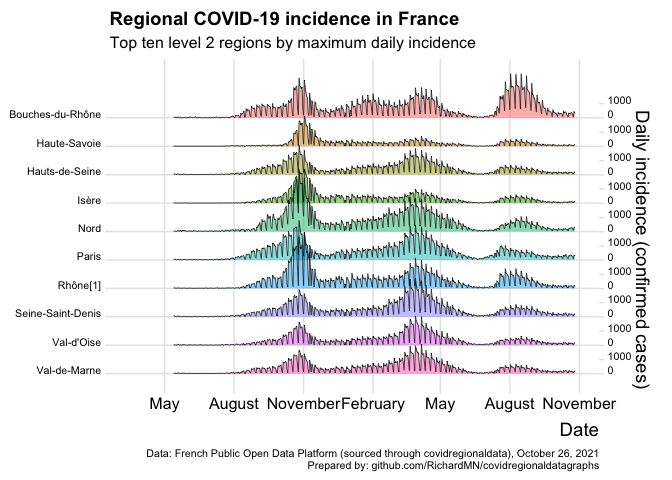 Regional COVID-19 incidence in France
Top ten level 2 regions by maximum daily incidence
Bouches-du-Rhône
Haute-Savoie
Hauts-de-Seine
Isère
Nord
Paris
Rhône[1]
Seine-Saint-Denis
Val-d'Oise
Val-de-Marne
1000
0
1000
0
1000
0
1000
0
1000
0
1000
0
1000
0
1000
0
1000
0
1000
0
Daily incidence (confirmed cases)
May August November February May August November
Date
Data: French Public Open Data Platform (sourced through covidregionaldata), October 26, 2021
Prepared by: github.com/RichardMN/covidregionaldatagraphs